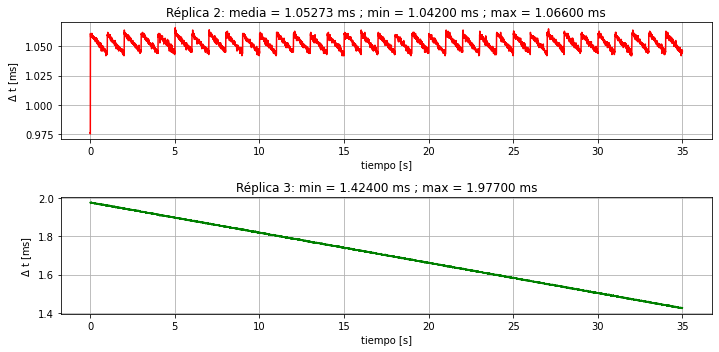 Réplica 2: media = 1.05273 ms ; min = 1.04200 ms ; max = 1.06600 ms
1.050
1.025
1.000
0.975
Δ t [ms]
0 5 10 15 20 25 30 35
tiempo [s]
Réplica 3: min = 1.42400 ms ; max = 1.97700 ms
2.0
1.8
1.6
1.4
Δ t [ms]
0 5 10 15 20 25 30 35
tiempo [s]